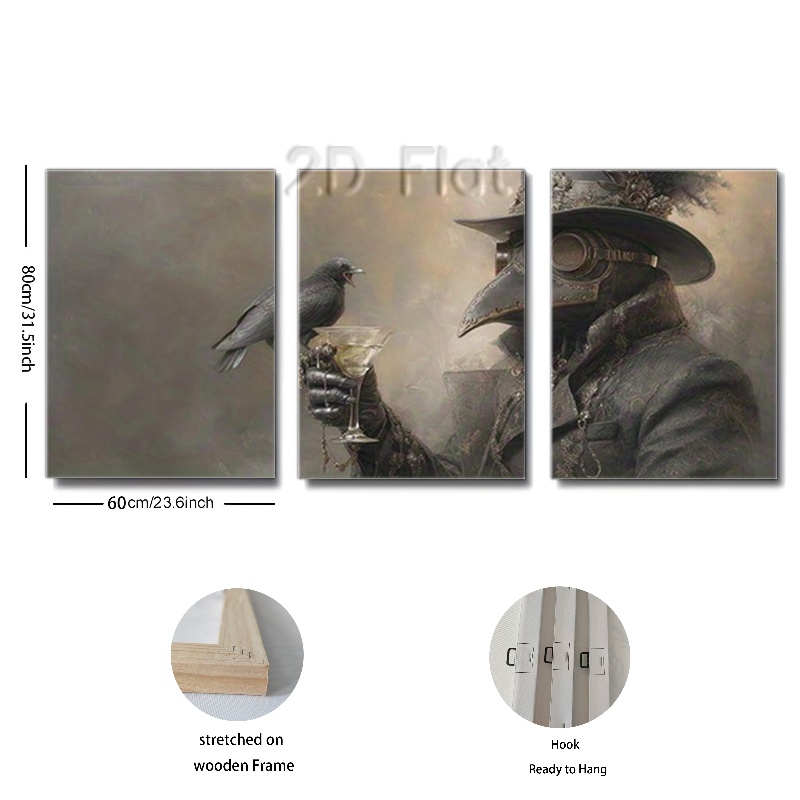 2D Flat
80cm/31.5inch
60cm/23.6inch
stretched on
wooden Frame
Hook
Ready to Hang